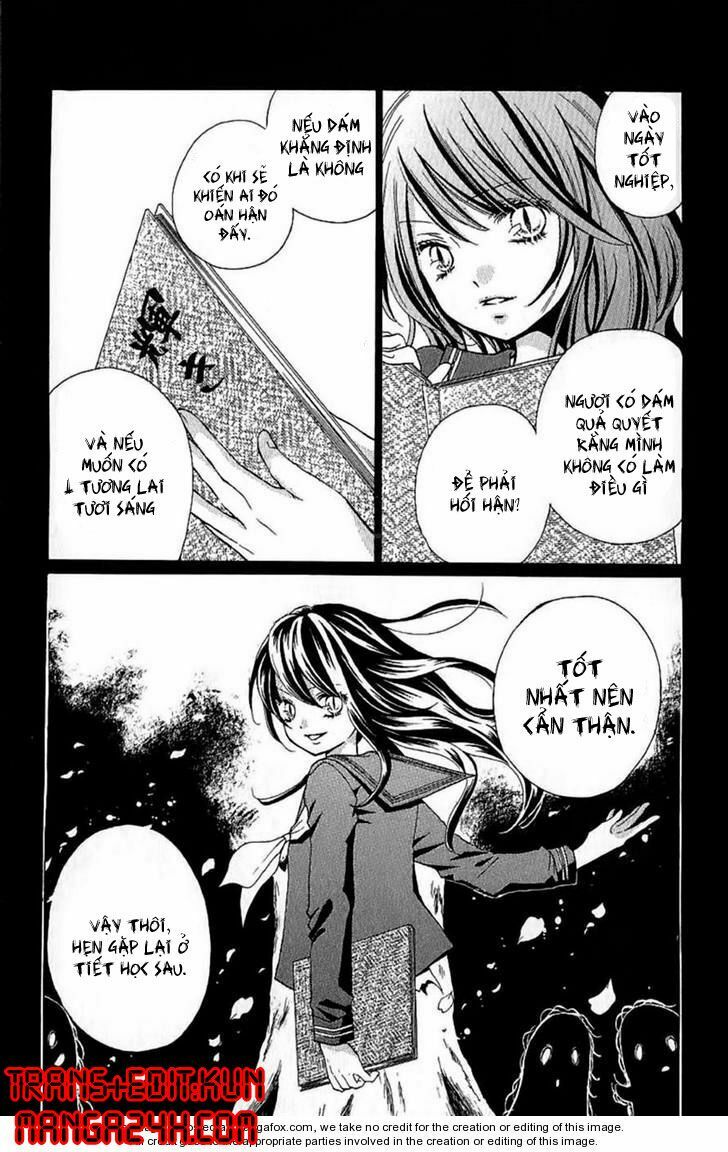 VÀO
NGÀY
TỐT
NGHIỆP,
NGƯƠI CÓ DÁM
QUẢ QUYẾT
RẰNG MÌNH
KHÔNG CÓ LÀM
ĐIỀU GÌ
ĐỂ PHẢI
HỐI HẬN?
NẾU DÁM
KHẲNG ĐỊNH
LÀ KHÔNG
CÓ KHI SẼ
KHIẾN AI ĐÓ
OÁN HẬN
ĐẤY.
輝き
VÀ NẾU
MUỐN CÓ
1 TƯƠNG LAI
TƯƠI SÁNG
TỐT
NHẤT NÊN
CẨN THẬN.
VẬY THÔI,
HẸN GẶP LẠI Ở
TIẾT HỌC SAU.
TRANS+EDIT:KUN
MANGA24H.COM
mangafox.com, we take no credit for the creation or editing of this image.
appropriate parties involved in the creation or editing of this image.